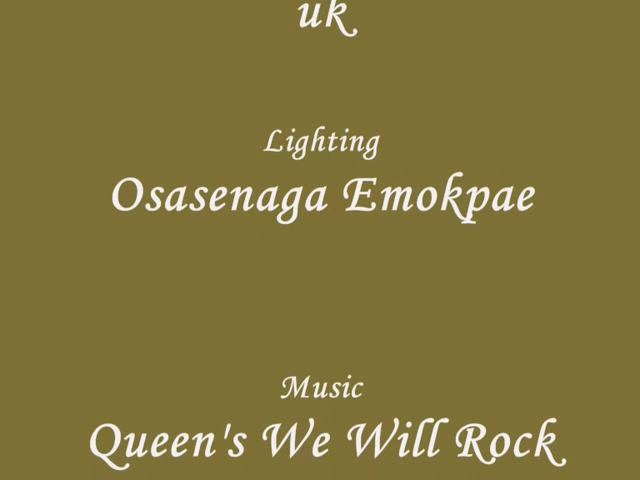 uk
Lighting
Osasenaga Emokpae
Music
Queen's We Will Rock